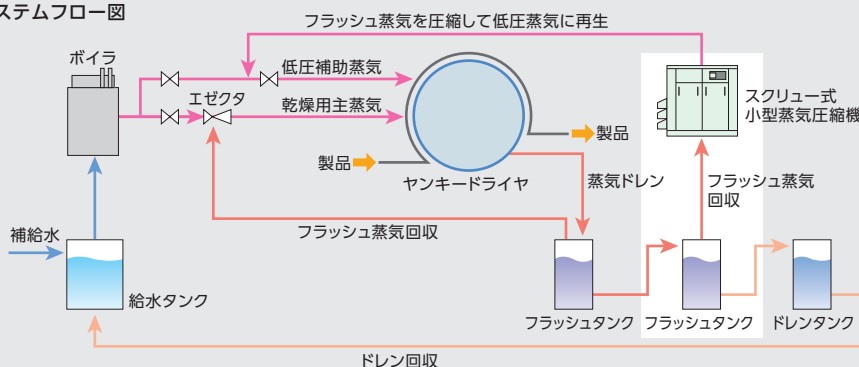 ステムフロー図
フラッシュ蒸気を圧縮して低圧蒸気に再生
ボイラ
低圧補助蒸気
エゼクタ
乾燥用主蒸気
スクリュー式
小型蒸気圧縮機
製品
製品
ヤンキードライヤ
蒸気ドレン
フラッシュ蒸気
回収
補給水
フラッシュ蒸気回収
給水タンク
フラッシュタンク
フラッシュタンク
ドレンタンク
ドレン回収